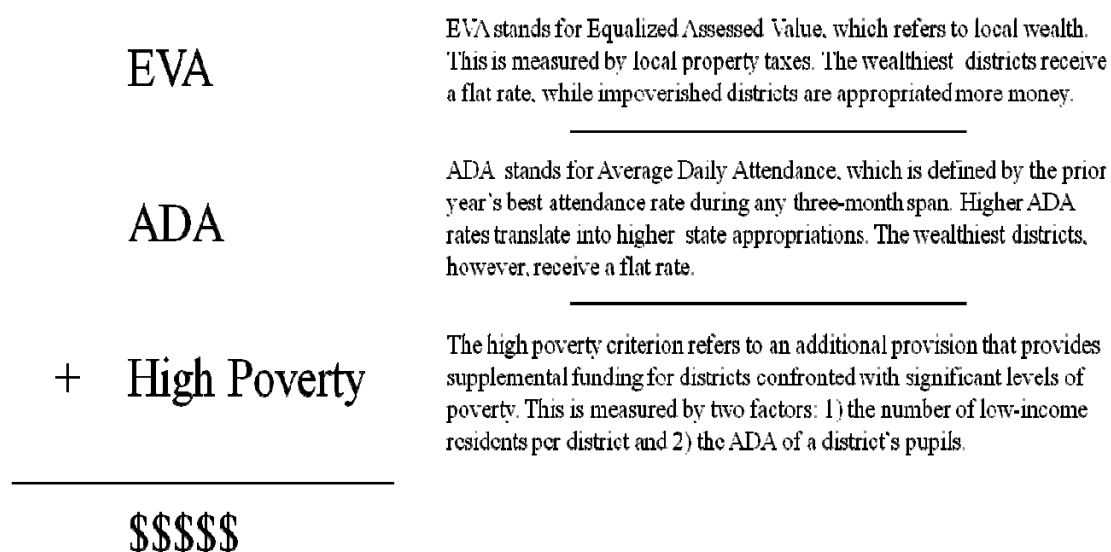 EVA
EVA stands for Equalized Assessed Value, which refers to local wealth.
This is measured by local property taxes. The wealthiest districts receive
a flat rate, while impoverished districts are appropriated more money.
ADA
ADA stands for Average Daily Attendance, which is defined by the prior
year's best attendance rate during any three-month span. Higher ADA
rates translate into higher state appropriations. The wealthiest districts,
however, receive a flat rate.
+ High Poverty
The high poverty criterion refers to an additional provision that provides
supplemental funding for districts confronted with significant levels of
poverty. This is measured by two factors: 1) the number of low-income
residents per district and 2) the ADA of a district's pupils.
$$$$$